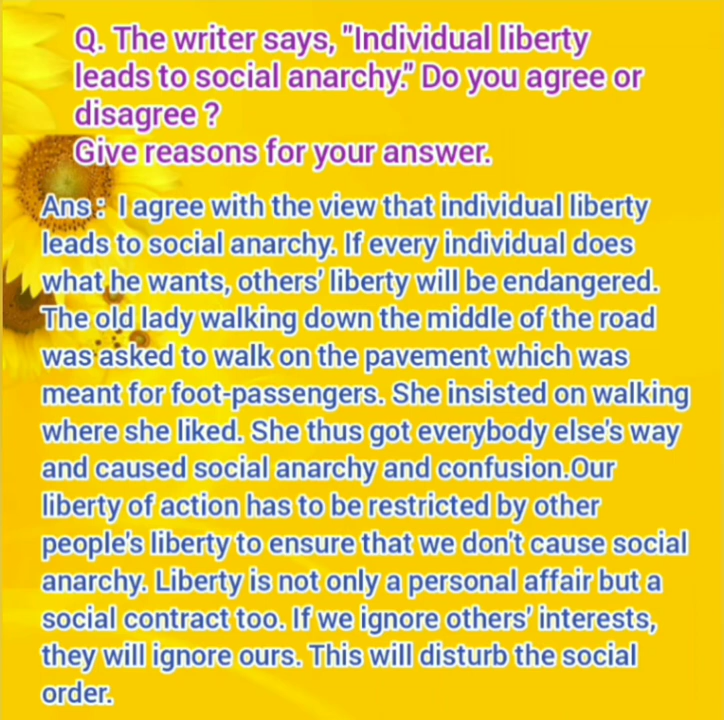 Q. The writer says, "Individual liberty
leads to social anarchy." Do you agree or
disagree ?
Give reasons for your answer.
Ans : I agree with the view that individual liberty
leads to social anarchy. If every individual does
what he wants, others' liberty will be endangered.
The old lady walking down the middle of the road
was asked to walk on the pavement which was
meant for foot-passengers. She insisted on walking
where she liked. She thus got everybody else's way
and caused social anarchy and confusion.Our
liberty of action has to be restricted by other
people's liberty to ensure that we don't cause social
anarchy. Liberty is not only a personal affair but a
social contract too. If we ignore others' interests,
they will ignore ours. This will disturb the social
order.